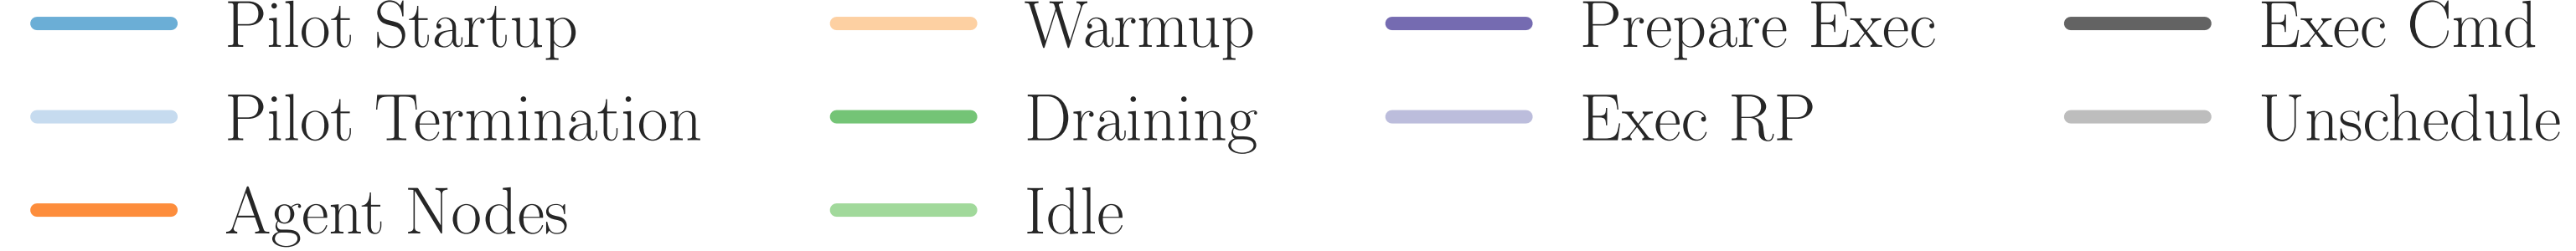 Pilot Startup Warmup Prepare Exec Exec Cmd
Pilot Termination Draining Exec RP Unschedule
Agent Nodes Idle